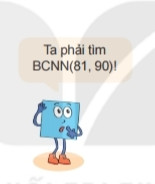 Ta phải tìm
BCNN(81, 90)!